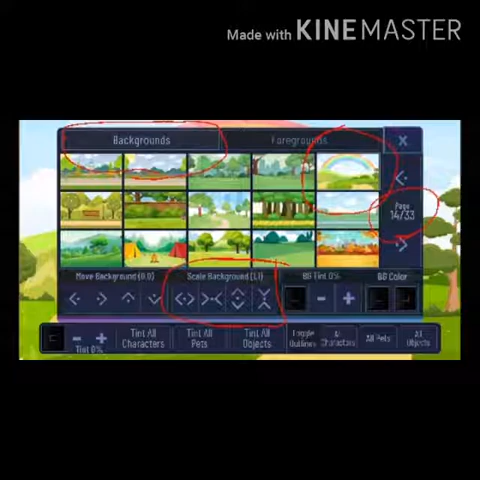 Made with KINEMASTER
Backgrounds Foregrounds X
Page
14/33
Move Background (0,0) Scale Background (1,1) BG Tint 0% BG Color
Tint 0%
Tint All Characters
Tint All Pets
Tint All Objects
Toggle Outlines
All Characters
All Pets
All Objects